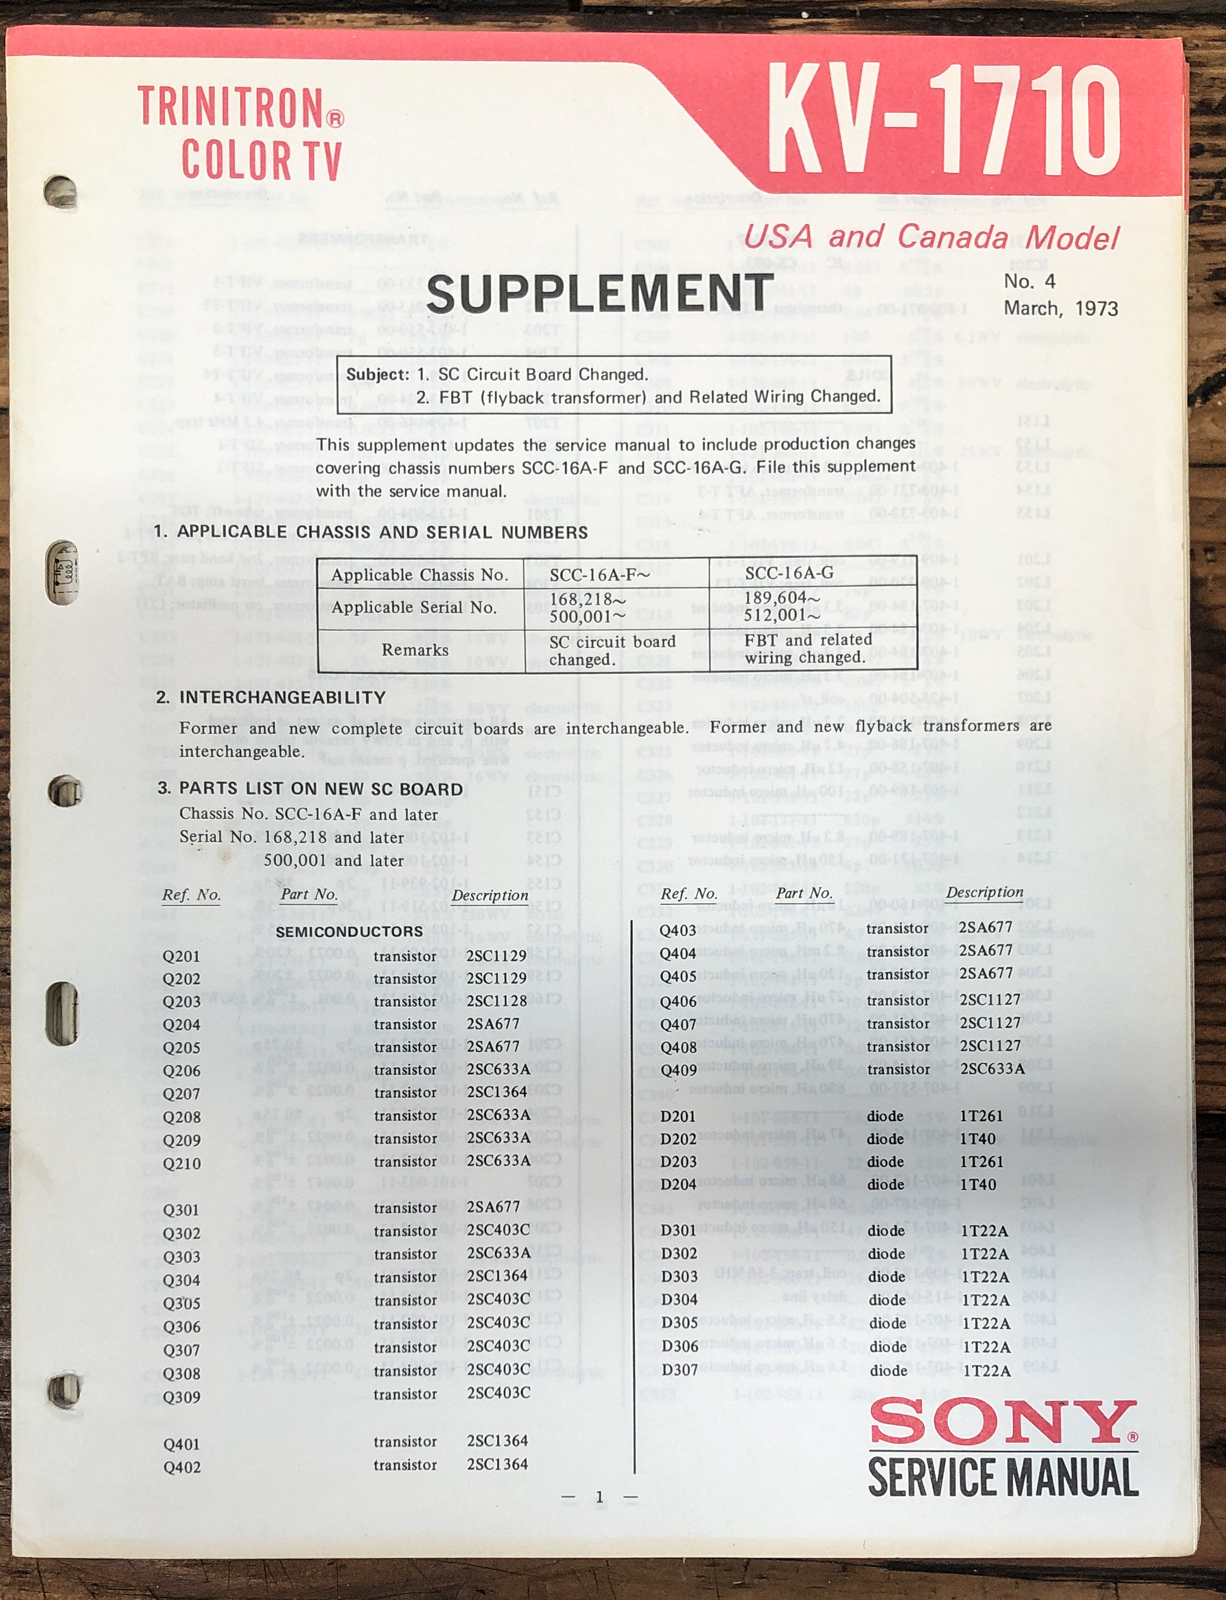 TRINITRON®
COLOR TV
KV-1710
USA and Canada Model
SUPPLEMENT
No. 4
March, 1973
Subject: 1. SC Circuit Board Changed.
2. FBT (flyback transformer) and Related Wiring Changed.
This supplement updates the service manual to include production changes
covering chassis numbers SCC-16A-F and SCC-16A-G. File this supplement
with the service manual.
1. APPLICABLE CHASSIS AND SERIAL NUMBERS
Applicable Chassis No. SCC-16A-F~ SCC-16A-G
Applicable Serial No. 168,218~ 189,604~
500,001~ 512,001~
Remarks SC circuit board FBT and related
changed. wiring changed.
2. INTERCHANGEABILITY
Former and new complete circuit boards are interchangeable. Former and new flyback transformers are
interchangeable.
3. PARTS LIST ON NEW SC BOARD
Chassis No. SCC-16A-F and later
Serial No. 168,218 and later
500,001 and later
Ref. No. Part No. Description
SEMICONDUCTORS
Q201 transistor 2SC1129
Q202 transistor 2SC1129
Q203 transistor 2SC1128
Q204 transistor 2SA677
Q205 transistor 2SA677
Q206 transistor 2SC633A
Q207 transistor 2SC1364
Q208 transistor 2SC633A
Q209 transistor 2SC633A
Q210 transistor 2SC633A
Q301 transistor 2SA677
Q302 transistor 2SC403C
Q303 transistor 2SC633A
Q304 transistor 2SC1364
Q305 transistor 2SC403C
Q306 transistor 2SC403C
Q307 transistor 2SC403C
Q308 transistor 2SC403C
Q309 transistor 2SC403C
Q401 transistor 2SC1364
Q402 transistor 2SC1364
Ref. No. Part No. Description
Q403 transistor 2SA677
Q404 transistor 2SA677
Q405 transistor 2SA677
Q406 transistor 2SC1127
Q407 transistor 2SC1127
Q408 transistor 2SC1127
Q409 transistor 2SC633A
D201 diode 1T261
D202 diode 1T40
D203 diode 1T261
D204 diode 1T40
D301 diode 1T22A
D302 diode 1T22A
D303 diode 1T22A
D304 diode 1T22A
D305 diode 1T22A
D306 diode 1T22A
D307 diode 1T22A
SONY®
SERVICE MANUAL
— 1 —